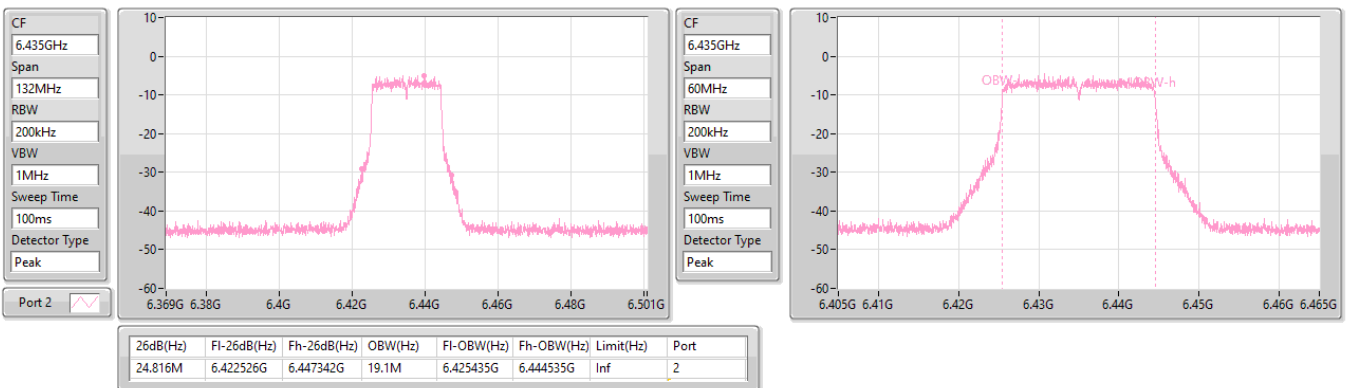 CF
6.435GHz
Span
132MHz
RBW
200kHz
VBW
1MHz
Sweep Time
100ms
Detector Type
Peak
Port 2
10
0
-10
-20
-30
-40
-50
-60
6.369G 6.38G 6.4G 6.42G 6.44G 6.46G 6.48G 6.501G
CF
6.435GHz
Span
60MHz
RBW
200kHz
VBW
1MHz
Sweep Time
100ms
Detector Type
Peak
10
0
-10
-20
-30
-40
-50
-60
6.405G 6.41G 6.42G 6.43G 6.44G 6.45G 6.46G 6.465G
26dB(Hz) Fl-26dB(Hz) Fh-26dB(Hz) OBW(Hz) Fl-OBW(Hz) Fh-OBW(Hz) Limit(Hz) Port
24.816M 6.422526G 6.447342G 19.1M 6.425435G 6.444535G Inf 2